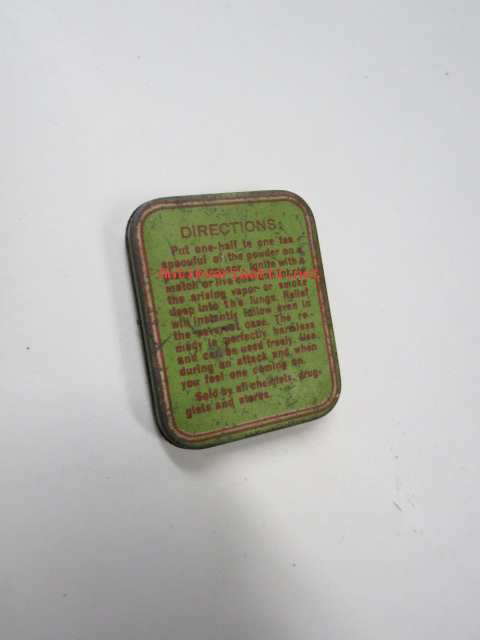 DIRECTIONS:
Put one-half to one tea
spoonful of the powder on a
ignite with a
match or live coal
the arising vapor or smoke
deep into the lungs. Relief
will instantly follow even in
the severest case. The re-
medy is perfectly harmless
and can be used freely. Use
during an attack and when
you feel one coming on.
Sold by all chemists, drug-
gists and stores.